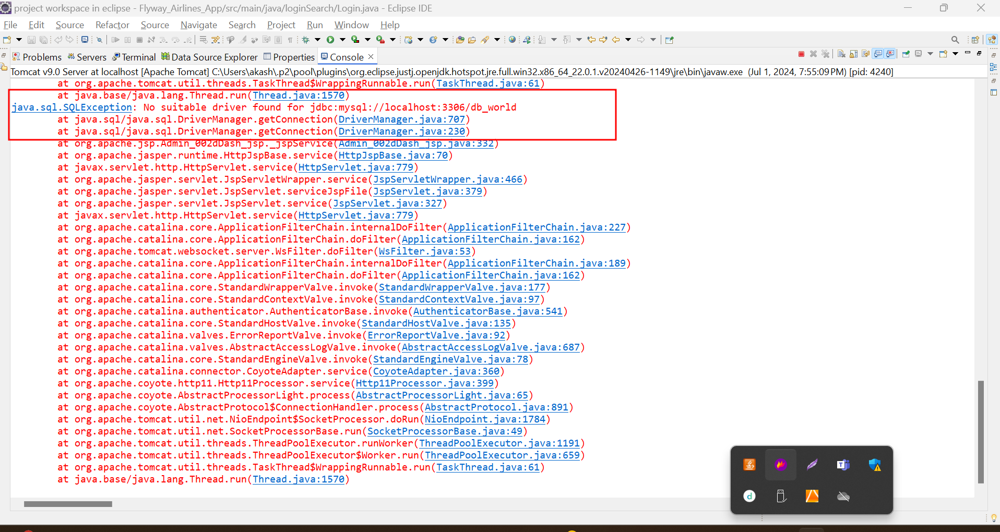 project workspace in eclipse - Flyway_Airlines_App/src/main/java/loginSearch/Login.java - Eclipse IDE
File Edit Source Refactor Source Navigate Search Project Run Window Help
Problems Servers Terminal Data Source Explorer Properties Console
Tomcat v9.0 Server at localhost [Apache Tomcat] C:\Users\akash\.p2\pool\plugins\org.eclipse.justj.openjdk.hotspot.jre.full.win32.x86_64_22.0.1.v20240426-1149\jre\bin\javaw.exe (Jul 1, 2024, 7:55:09 PM) [pid: 4240]
at org.apache.tomcat.util.threads.TaskThread$WrappingRunnable.run(TaskThread.java:61)
at java.base/java.lang.Thread.run(Thread.java:1570)
java.sql.SQLException: No suitable driver found for jdbc:mysql://localhost:3306/db_world
at java.sql/java.sql.DriverManager.getConnection(DriverManager.java:707)
at java.sql/java.sql.DriverManager.getConnection(DriverManager.java:230)
at org.apache.jsp.Admin_002dDash_jsp._jspService(Admin_002dDash_jsp.java:332)
at org.apache.jasper.runtime.HttpJspBase.service(HttpJspBase.java:70)
at javax.servlet.http.HttpServlet.service(HttpServlet.java:779)
at org.apache.jasper.servlet.JspServletWrapper.service(JspServletWrapper.java:466)
at org.apache.jasper.servlet.JspServlet.serviceJspFile(JspServlet.java:379)
at org.apache.jasper.servlet.JspServlet.service(JspServlet.java:327)
at javax.servlet.http.HttpServlet.service(HttpServlet.java:779)
at org.apache.catalina.core.ApplicationFilterChain.internalDoFilter(ApplicationFilterChain.java:227)
at org.apache.catalina.core.ApplicationFilterChain.doFilter(ApplicationFilterChain.java:162)
at org.apache.tomcat.websocket.server.WsFilter.doFilter(WsFilter.java:53)
at org.apache.catalina.core.ApplicationFilterChain.internalDoFilter(ApplicationFilterChain.java:189)
at org.apache.catalina.core.ApplicationFilterChain.doFilter(ApplicationFilterChain.java:162)
at org.apache.catalina.core.StandardWrapperValve.invoke(StandardWrapperValve.java:177)
at org.apache.catalina.core.StandardContextValve.invoke(StandardContextValve.java:97)
at org.apache.catalina.authenticator.AuthenticatorBase.invoke(AuthenticatorBase.java:541)
at org.apache.catalina.core.StandardHostValve.invoke(StandardHostValve.java:135)
at org.apache.catalina.valves.ErrorReportValve.invoke(ErrorReportValve.java:92)
at org.apache.catalina.valves.AbstractAccessLogValve.invoke(AbstractAccessLogValve.java:687)
at org.apache.catalina.core.StandardEngineValve.invoke(StandardEngineValve.java:78)
at org.apache.catalina.connector.CoyoteAdapter.service(CoyoteAdapter.java:360)
at org.apache.coyote.http11.Http11Processor.service(Http11Processor.java:399)
at org.apache.coyote.AbstractProcessorLight.process(AbstractProcessorLight.java:65)
at org.apache.coyote.AbstractProtocol$ConnectionHandler.process(AbstractProtocol.java:891)
at org.apache.tomcat.util.net.NioEndpoint$SocketProcessor.doRun(NioEndpoint.java:1784)
at org.apache.tomcat.util.net.SocketProcessorBase.run(SocketProcessorBase.java:49)
at org.apache.tomcat.util.threads.ThreadPoolExecutor.runWorker(ThreadPoolExecutor.java:1191)
at org.apache.tomcat.util.threads.ThreadPoolExecutor$Worker.run(ThreadPoolExecutor.java:659)
at org.apache.tomcat.util.threads.TaskThread$WrappingRunnable.run(TaskThread.java:61)
at java.base/java.lang.Thread.run(Thread.java:1570)